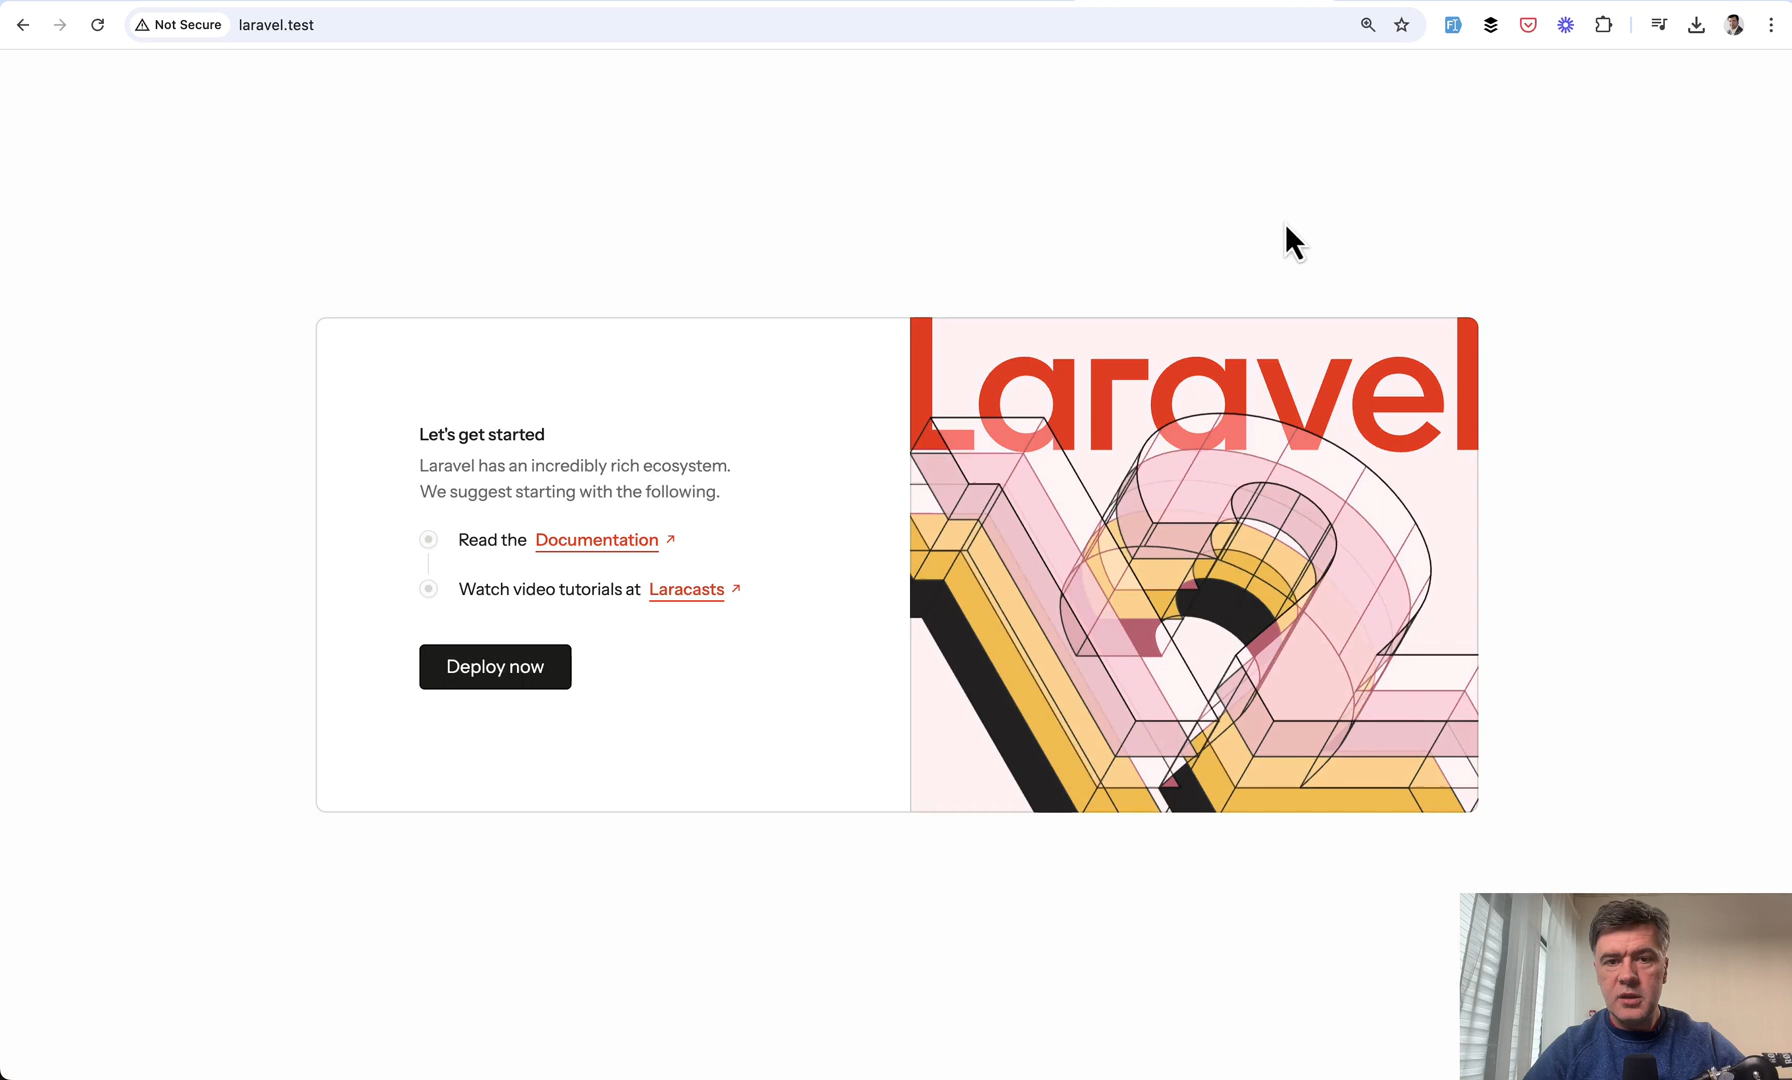 Not Secure
laravel.test
Let's get started
Laravel has an incredibly rich ecosystem.
We suggest starting with the following.
Read the Documentation
Watch video tutorials at Laracasts
Deploy now
Laravel